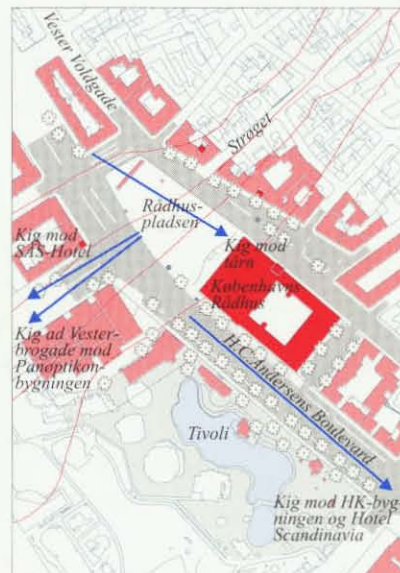 Vester Voldgade
Strøget
Rådhus-
pladsen
Kig mod
SAS-Hotel
Kig mod
tårn
Københavns
Rådhus
Kig ad Vester-
brogade mod
Panoptikon-
bygningen
H.C. Andersens Boulevard
Tivoli
Kig mod HK-byg-
ningen og Hotel
Scandinavia